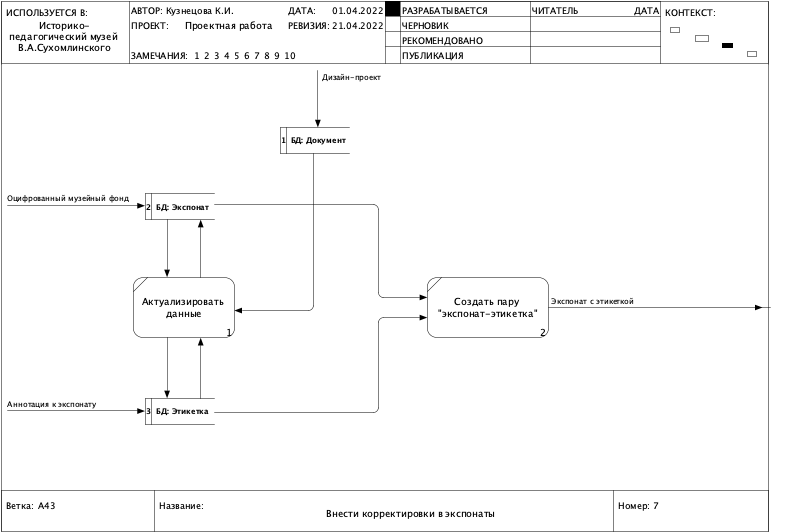 ИСПОЛЬЗУЕТСЯ В:
Историко-
педагогический музей
В.А.Сухомлинского
АВТОР: Кузнецова К.И.
ДАТА: 01.04.2022
ПРОЕКТ: Проектная работа
РЕВИЗИЯ: 21.04.2022
ЗАМЕЧАНИЯ: 1 2 3 4 5 6 7 8 9 10
РАЗРАБАТЫВАЕТСЯ
ЧЕРНОВИК
РЕКОМЕНДОВАНО
ПУБЛИКАЦИЯ
ЧИТАТЕЛЬ ДАТА
КОНТЕКСТ:
Дизайн-проект
1 БД: Документ
Оцифрованный музейный фонд
2 БД: Экспонат
Актуализировать
данные
1
Создать пару
"экспонат-этикетка"
2
Экспонат с этикеткой
Аннотация к экспонату
3 БД: Этикетка
Ветка: A43
Название:
Внести корректировки в экспонаты
Номер: 7